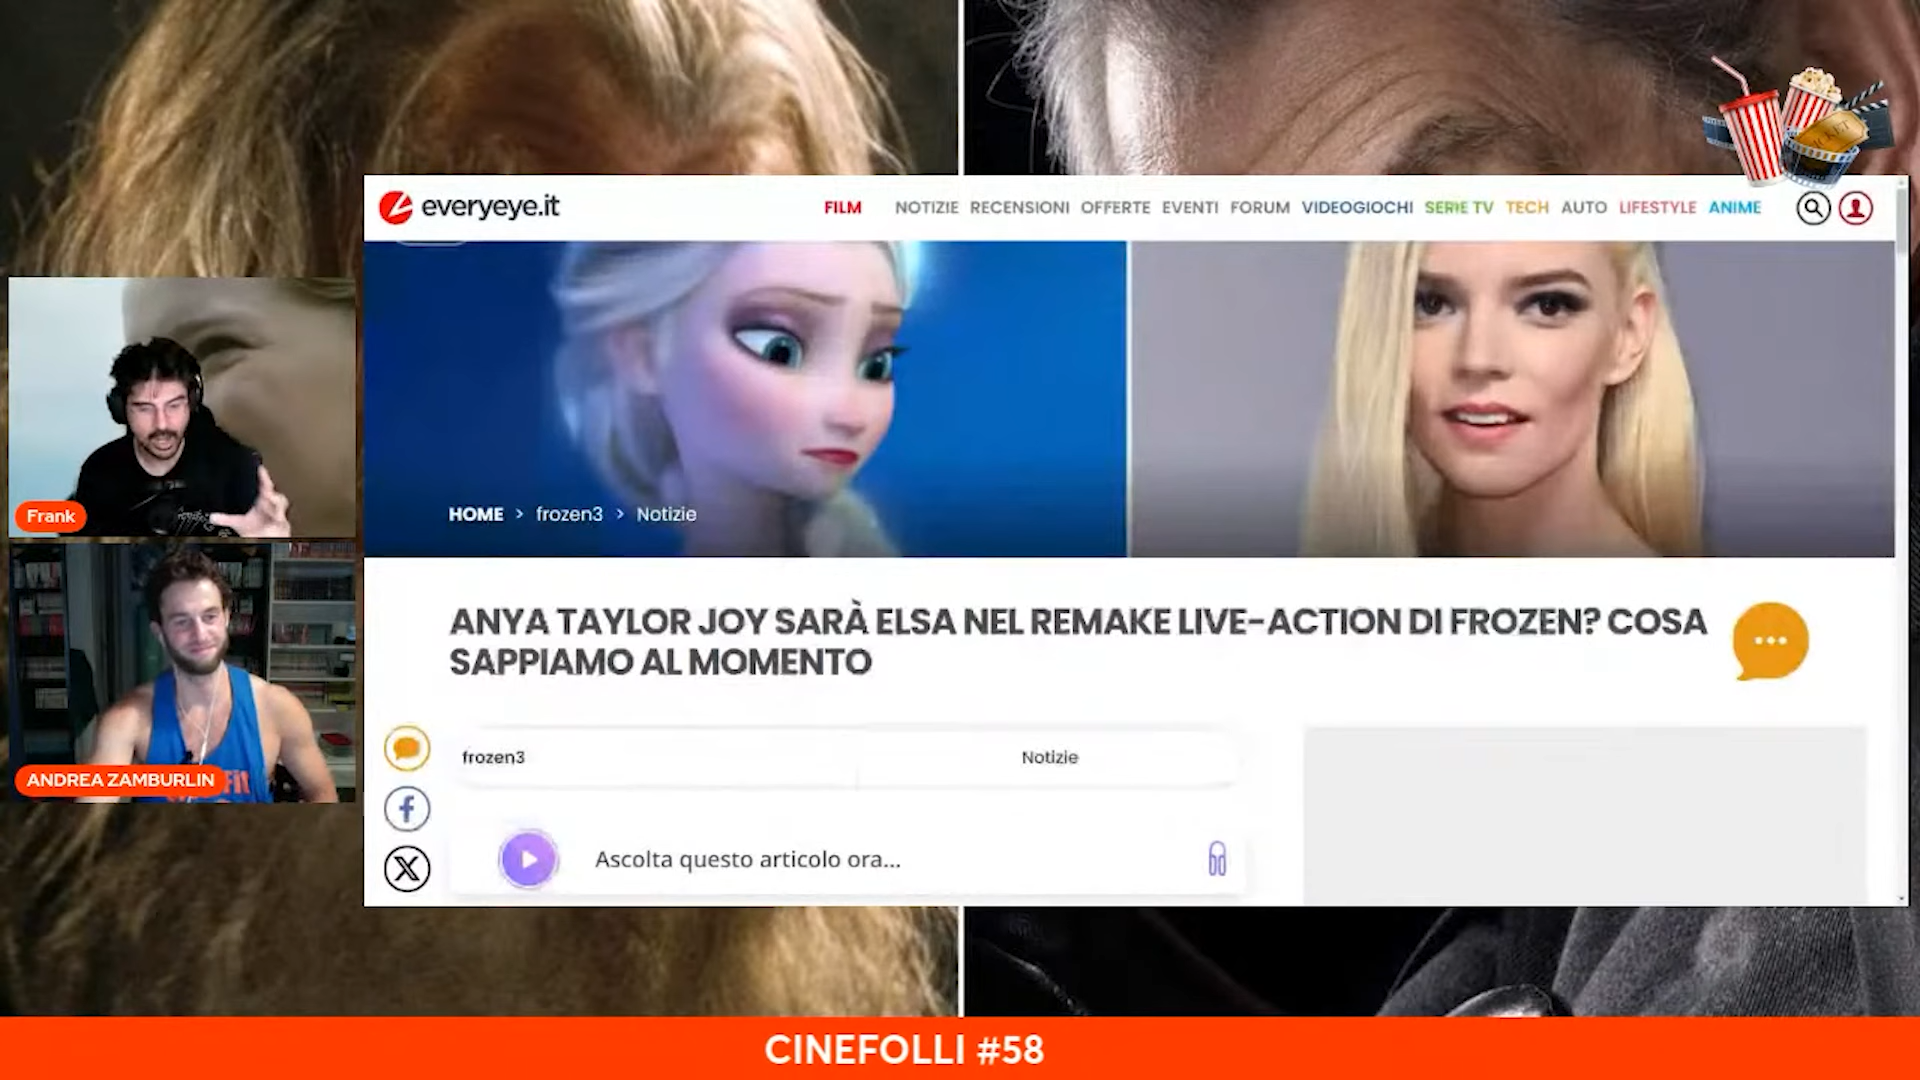 everyeye.it
FILM NOTIZIE RECENSIONI OFFERTE EVENTI FORUM VIDEOGIOCHI SERIE TV TECH AUTO LIFESTYLE ANIME
HOME > frozen3 > Notizie
Frank
ANYA TAYLOR JOY SARÀ ELSA NEL REMAKE LIVE-ACTION DI FROZEN? COSA
SAPPIAMO AL MOMENTO
frozen3
Notizie
ANDREA ZAMBURLIN
Fit
Ascolta questo articolo ora...
CINEFOLLI #58